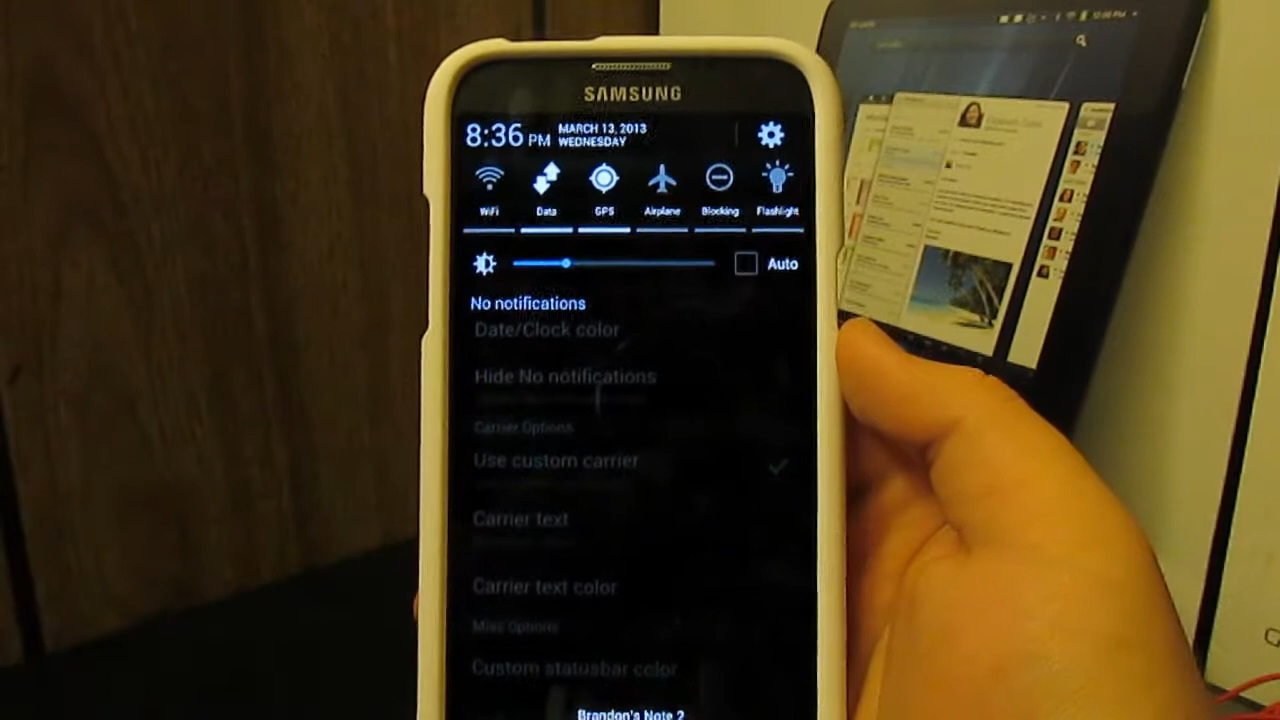 SAMSUNG
8:36 PM
MARCH 13, 2013
WEDNESDAY
WiFi
Data
GPS
Airplane
Blocking
Flashlight
Auto
No notifications
Date/Clock color
Hide No notifications
Carrier Options
Use custom carrier
Carrier text
Carrier text color
Misc Options
Custom statusbar color
Brandon's Note 2